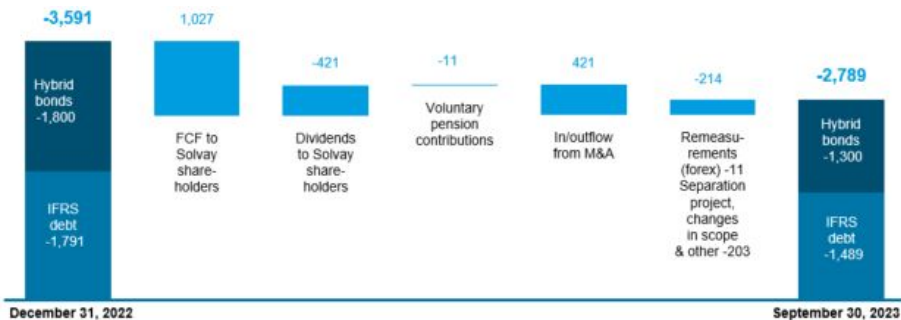 -3,591
Hybrid
bonds
-1,800
IFRS
debt
-1,791
December 31, 2022
1,027
FCF to
Solvay
share-
holders
-421
Dividends
to Solvay
share-
holders
-11
Voluntary
pension
contributions
421
In/outflow
from M&A
-214
Remeasu-
rements
(forex) -11
Separation
project,
changes
in scope
& other -203
-2,789
Hybrid
bonds
-1,300
IFRS
debt
-1,489
September 30, 2023